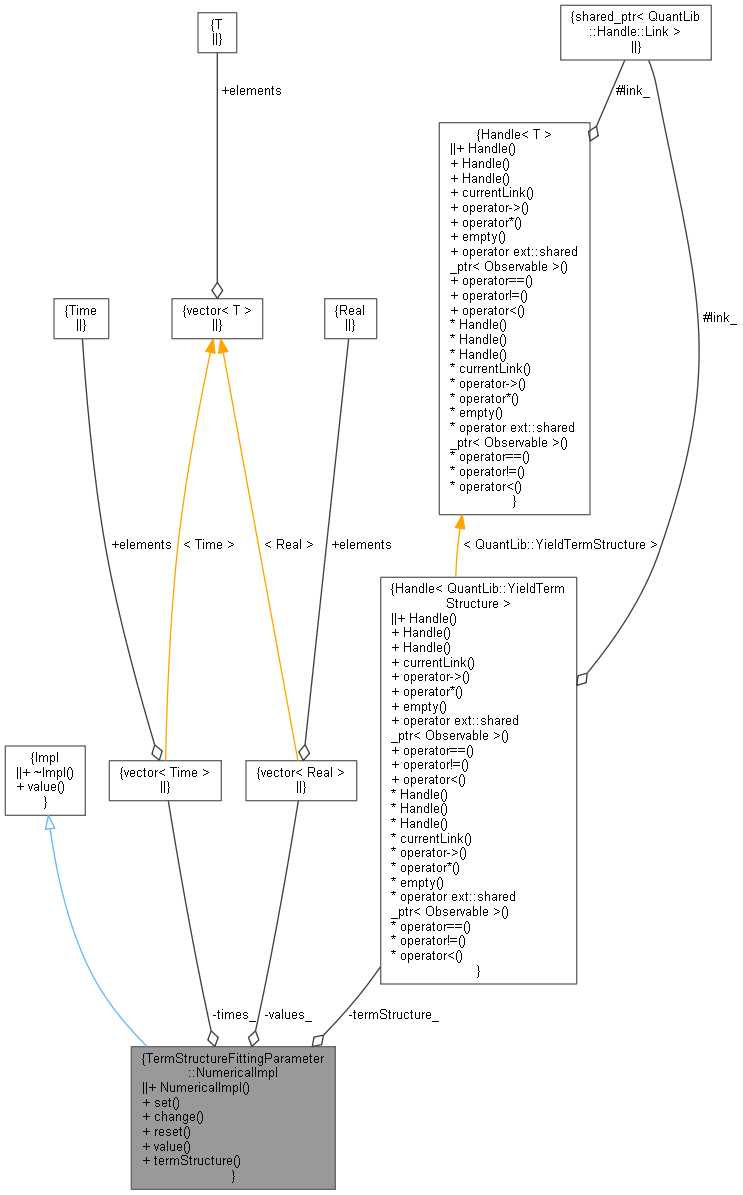 {T
||}
{shared_ptr< QuantLib
::Handle::Link >
||}
+elements
#link_
{Handle< T >
||+ Handle()
+ Handle()
+ Handle()
+ currentLink()
+ operator->()
+ operator*()
+ empty()
+ operator ext::shared
_ptr< Observable >()
+ operator==()
+ operator!=()
+ operator<()
* Handle()
* Handle()
* Handle()
* currentLink()
* operator->()
* operator*()
* empty()
* operator ext::shared
_ptr< Observable >()
* operator==()
* operator!=()
* operator<()
}
{Time
||}
{vector< T >
||}
{Real
||}
#link_
+elements
< Time >
< Real >
+elements
< QuantLib::YieldTermStructure >
{Handle< QuantLib::YieldTerm
Structure >
||+ Handle()
+ Handle()
+ Handle()
+ currentLink()
+ operator->()
+ operator*()
+ empty()
+ operator ext::shared
_ptr< Observable >()
+ operator==()
+ operator!=()
+ operator<()
* Handle()
* Handle()
* Handle()
* currentLink()
* operator->()
* operator*()
* empty()
* operator ext::shared
_ptr< Observable >()
* operator==()
* operator!=()
* operator<()
}
{Impl
||+ ~Impl()
+ value()
}
{vector< Time >
||}
{vector< Real >
||}
-times_
-values_
-termStructure_
{TermStructureFittingParameter
::NumericalImpl
||+ NumericalImpl()
+ set()
+ change()
+ reset()
+ value()
+ termStructure()
}